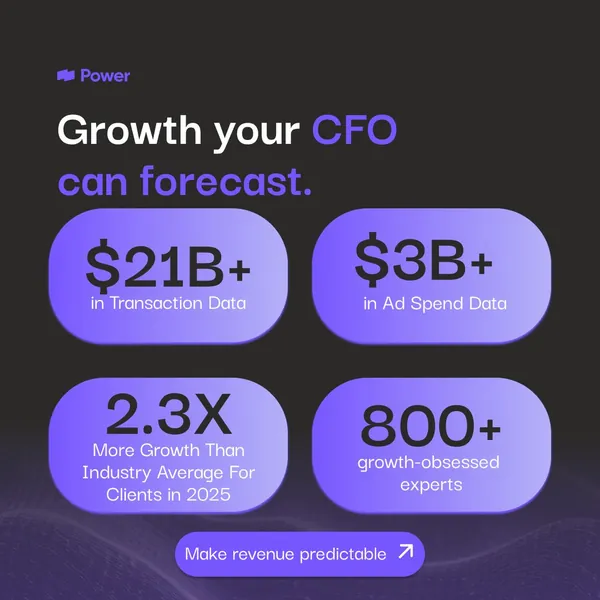 Power
Growth your CFO
can forecast.
$21B+
in Transaction Data
$3B+
in Ad Spend Data
2.3X
More Growth Than
Industry Average For
Clients in 2025
800+
growth-obsessed
experts
Make revenue predictable